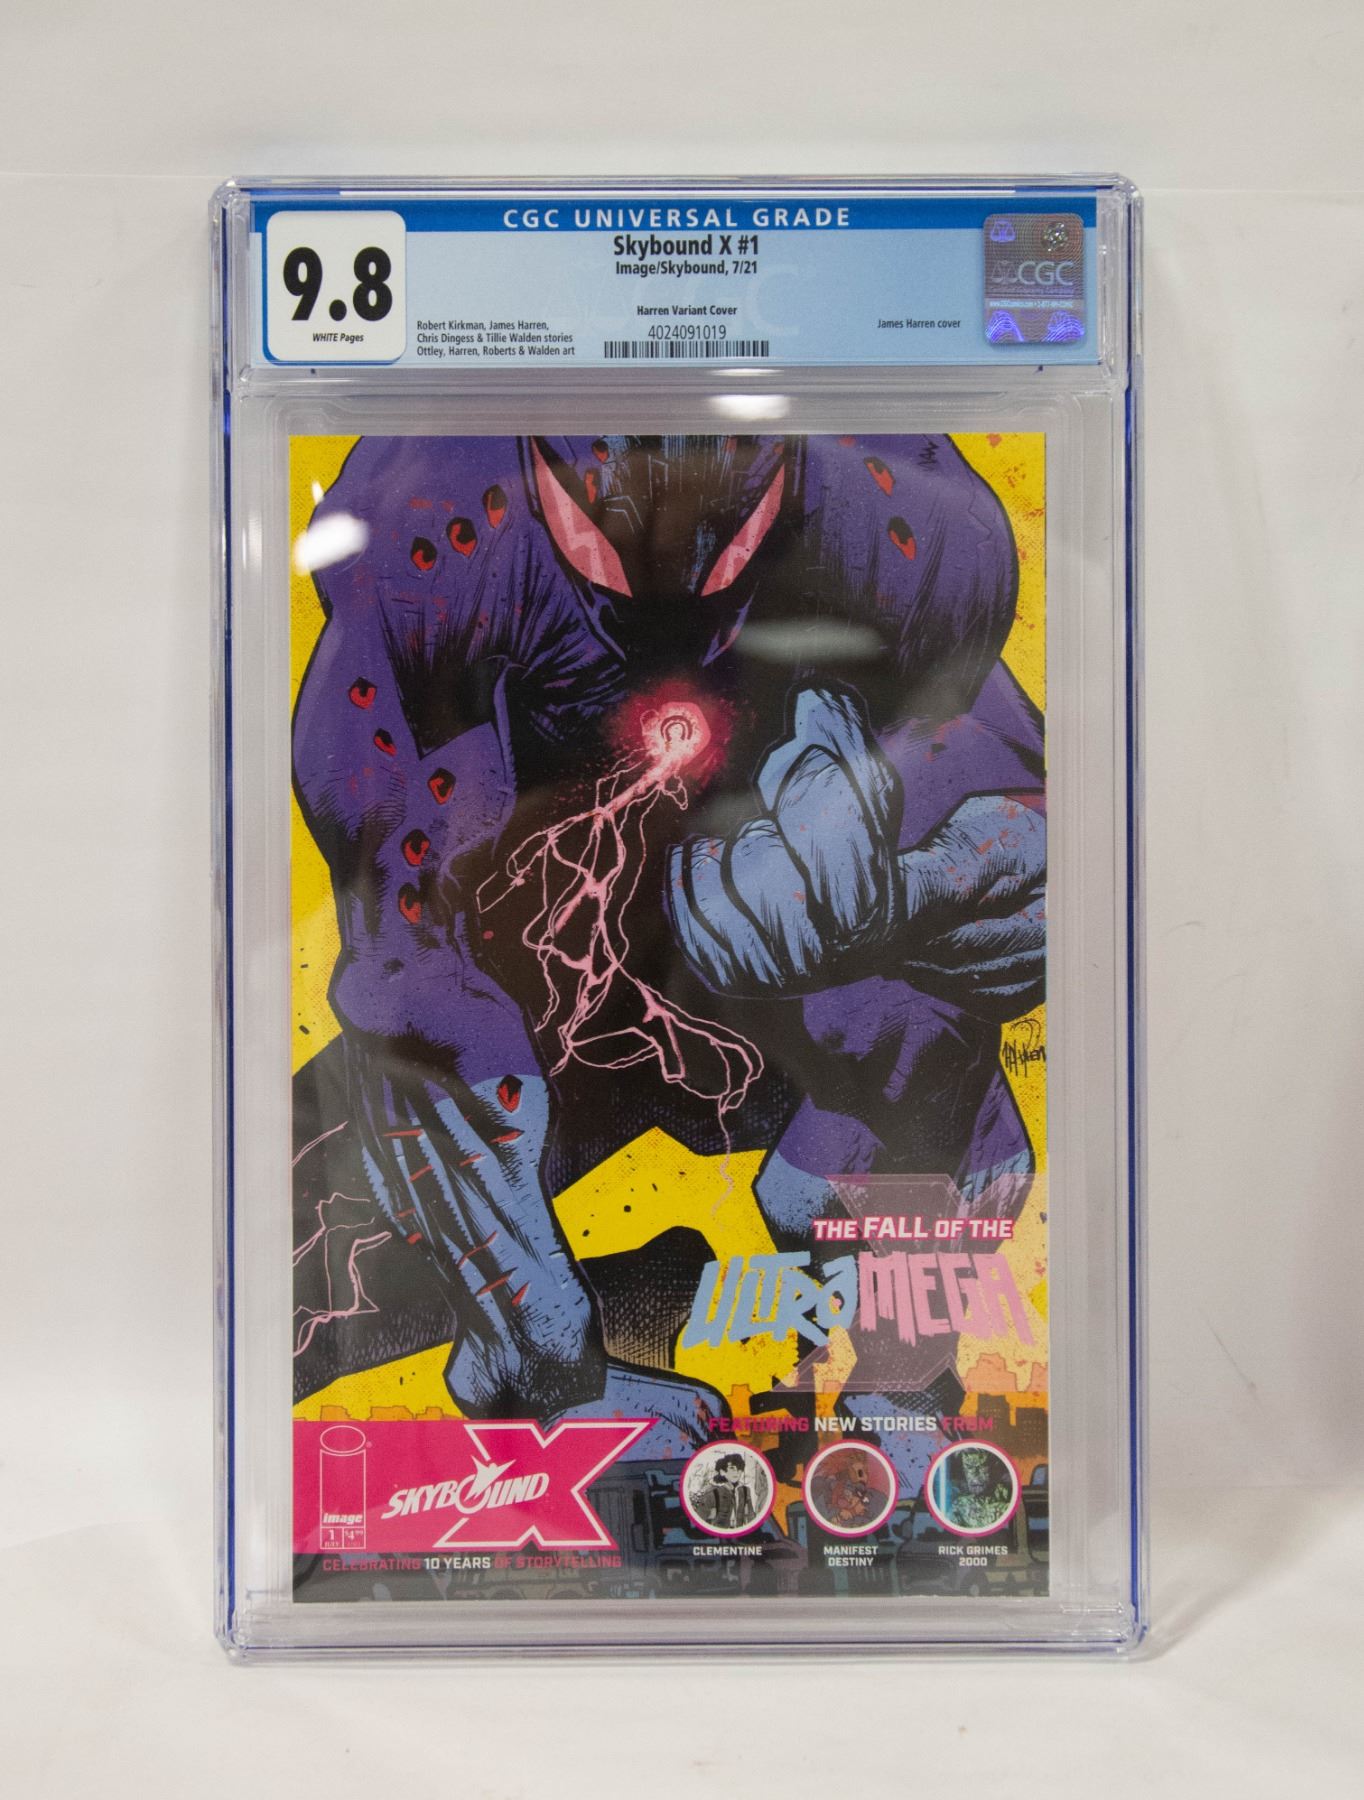 CGC UNIVERSAL GRADE
9.8
WHITE Pages
Skybound X #1
Image/Skybound, 7/21
Harren Variant Cover
4024091019
Robert Kirkman, James Harren,
Chris Dingess & Tillie Walden stories
Ottley, Harren, Roberts & Walden art
James Harren cover
CGC
THE FALL OF THE
ULTRAMEGA
FEATURING NEW STORIES FROM
CLEMENTINE
MANIFEST
DESTINY
RICK GRIMES
2000
image
1
JULY
$4.99
SKYBOUND X
CELEBRATING 10 YEARS OF STORYTELLING